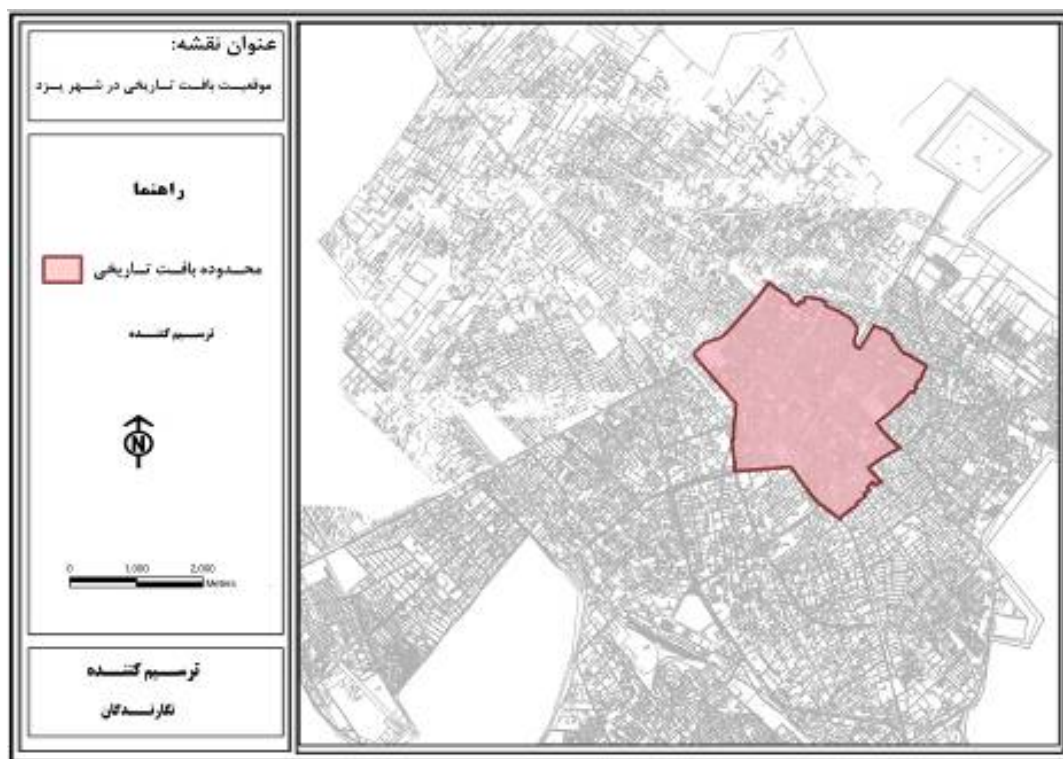 عنوان نقشه:
موقعیت بافت تاریخی در شهر یزد
راهنما
محدوده بافت تاریخی
ترسیم کننده
N
0 1,000 2,000
Meters
ترسیم کننده
نگارندگان